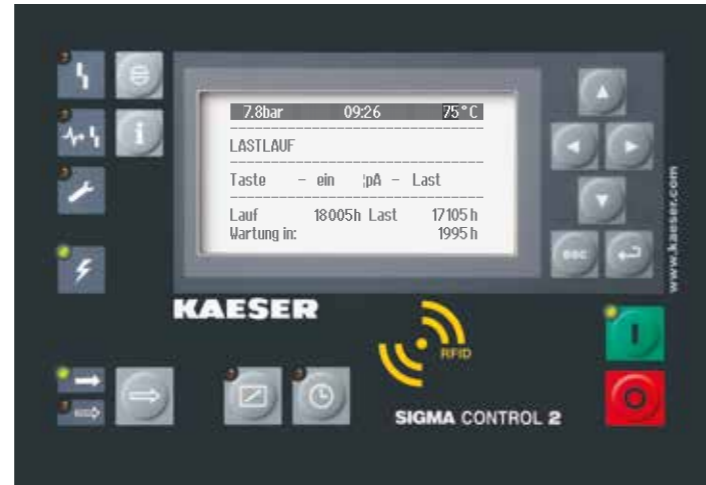 7.8bar 09:26 75°C
LASTLAUF
Taste - ein ¦pA - Last
Lauf 18005h Last 17105h
Wartung in: 1995h
esc
www.kaeser.com
KAESER
RFID
SIGMA CONTROL 2